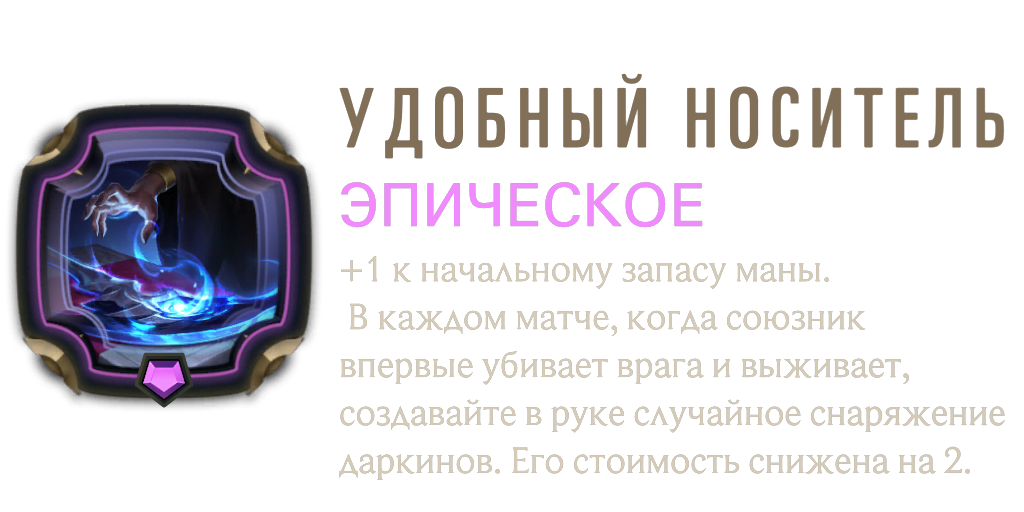 УДОБНЫЙ НОСИТЕЛЬ
ЭПИЧЕСКОЕ
+1 к начальному запасу маны.
В каждом матче, когда союзник
впервые убивает врага и выживает,
создавайте в руке случайное снаряжение
даркинов. Его стоимость снижена на 2.